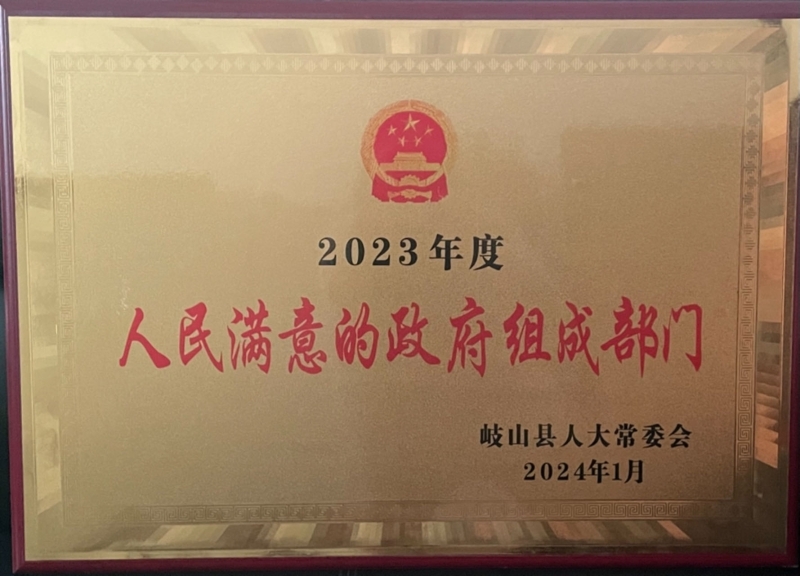 2023年度
人民满意的政府组成部门
岐山县人大常委会
2024年1月